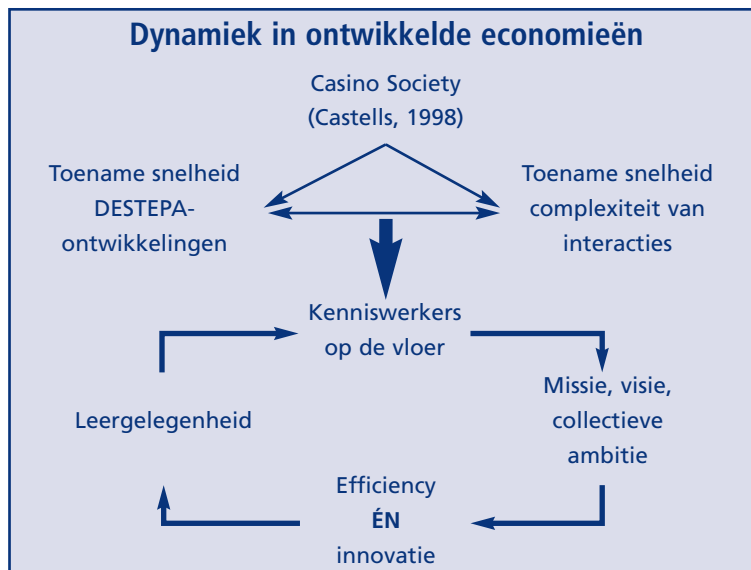 Dynamiek in ontwikkelde economieën
Casino Society
(Castells, 1998)
Toename snelheid
DESTEPA-
ontwikkelingen
Toename snelheid
complexiteit van
interacties
Kenniswerkers
op de vloer
Missie, visie,
collectieve
ambitie
Leergelegenheid
Efficiency
ÉN
innovatie